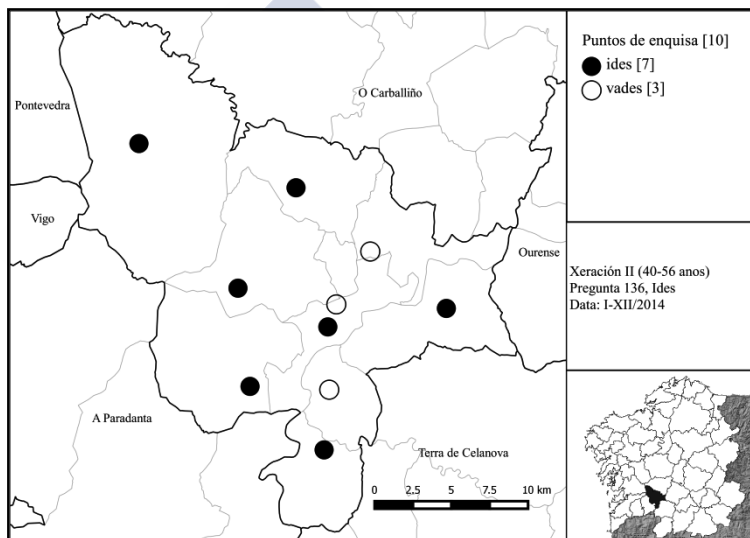 Puntos de enquisa [10]
ides [7]
vades [3]
O Carballiño
Pontevedra
Vigo
Ourense
Xeración II (40-56 anos)
Pregunta 136, Ides
Data: I-XII/2014
A Paradanta
Terra de Celanova
0 2,5 5 7,5 10 km